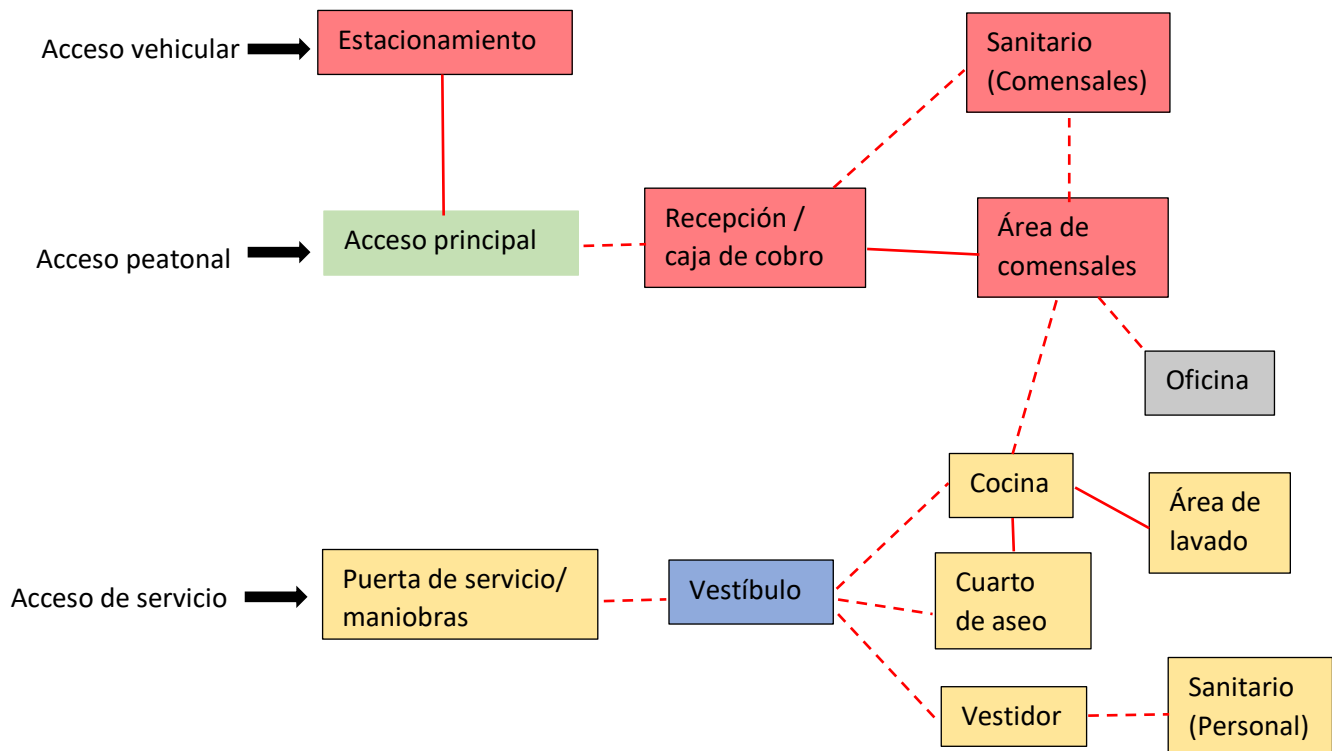 Acceso vehicular
Estacionamiento
Sanitario
(Comensales)
Acceso peatonal
Acceso principal
Recepción /
caja de cobro
Área de
comensales
Oficina
Cocina
Área de
lavado
Acceso de servicio
Puerta de servicio/
maniobras
Vestíbulo
Cuarto
de aseo
Vestidor
Sanitario
(Personal)